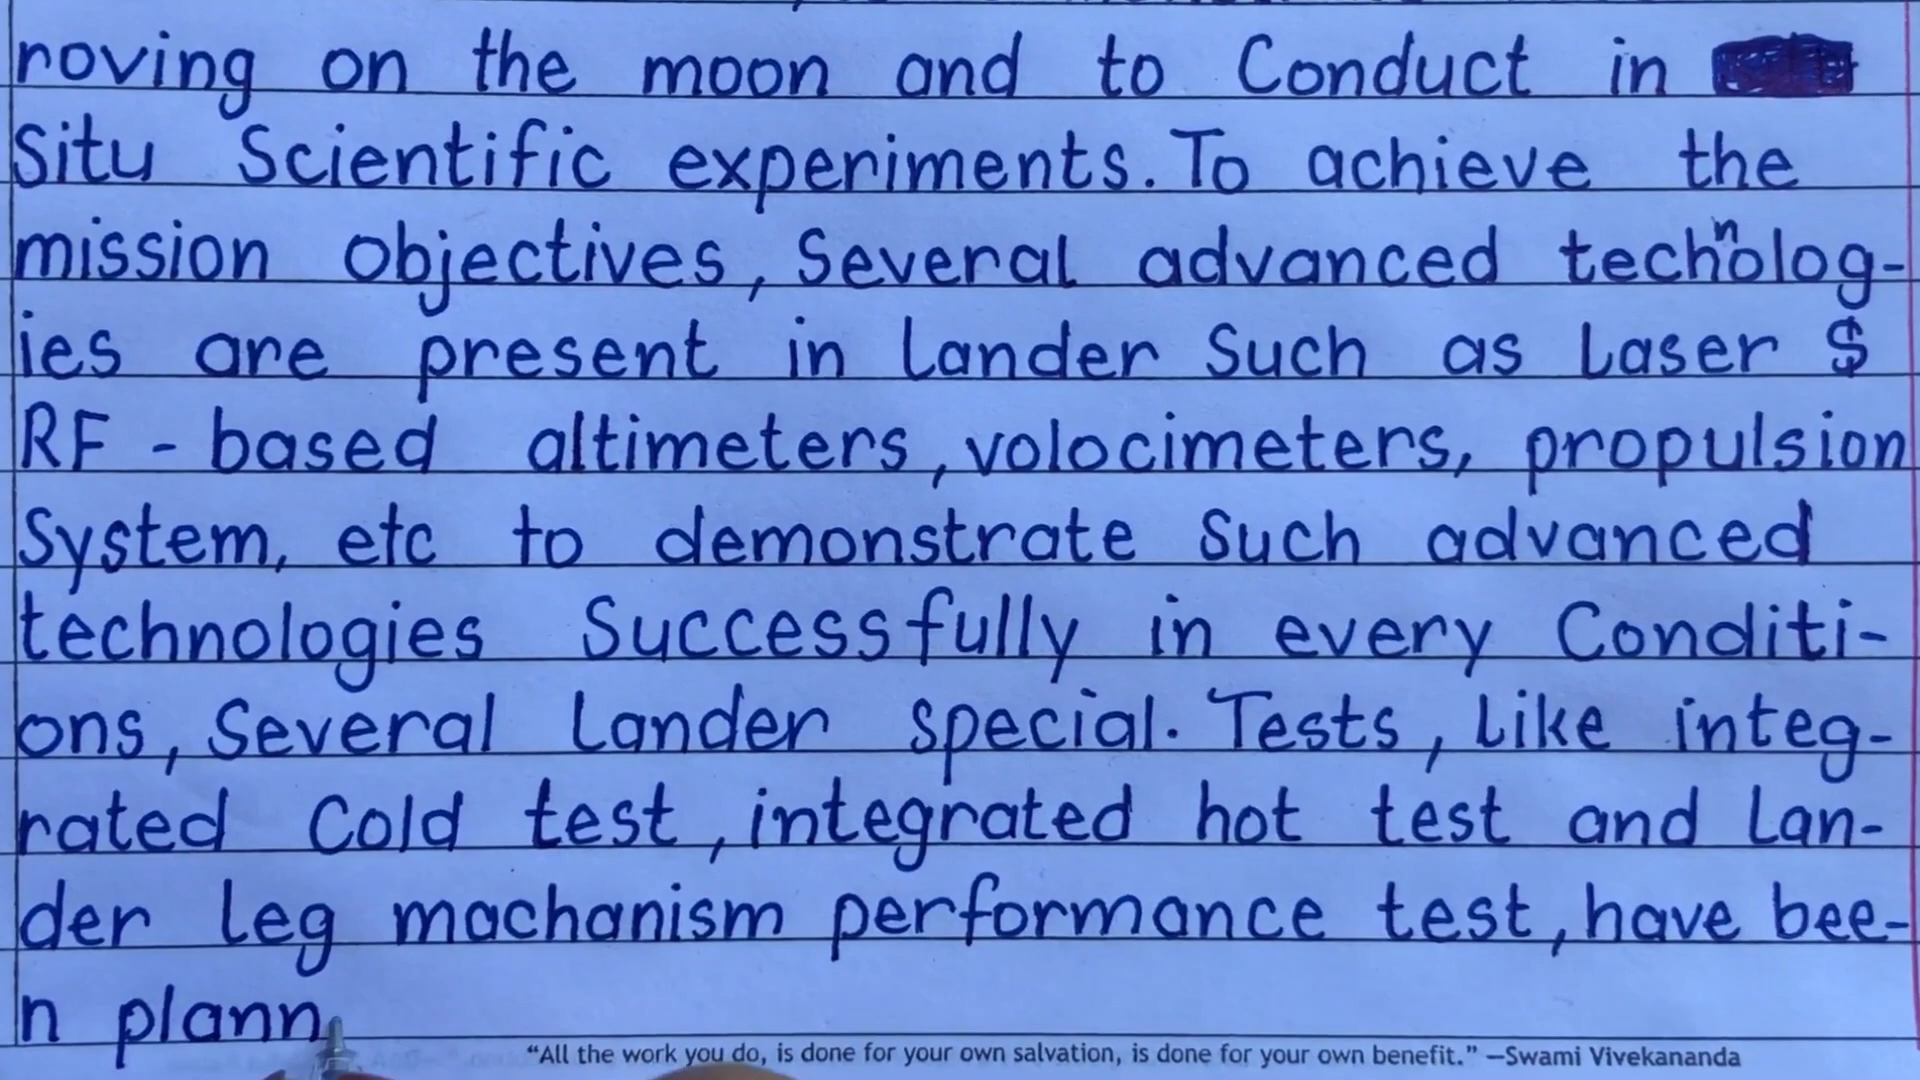 roving on the moon and to Conduct in
Situ Scientific experiments. To achieve the
mission objectives, Several advanced technolog-
ies are present in Lander Such as Laser $
RF - based altimeters, volocimeters, propulsion
System, etc to demonstrate Such advanced
technologies Successfully in every Conditi-
ons, Several Lander special. Tests, Like integ-
rated Cold test, integrated hot test and Lan-
der Leg machanism performance test, have bee-
n plann
“All the work you do, is done for your own salvation, is done for your own benefit.” —Swami Vivekananda